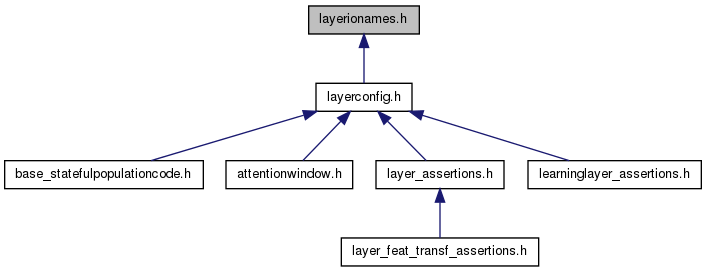 layerionames.h
layerconfig.h
base_statefulpopulationcode.h
attentionwindow.h
layer_assertions.h
learninglayer_assertions.h
layer_feat_transf_assertions.h